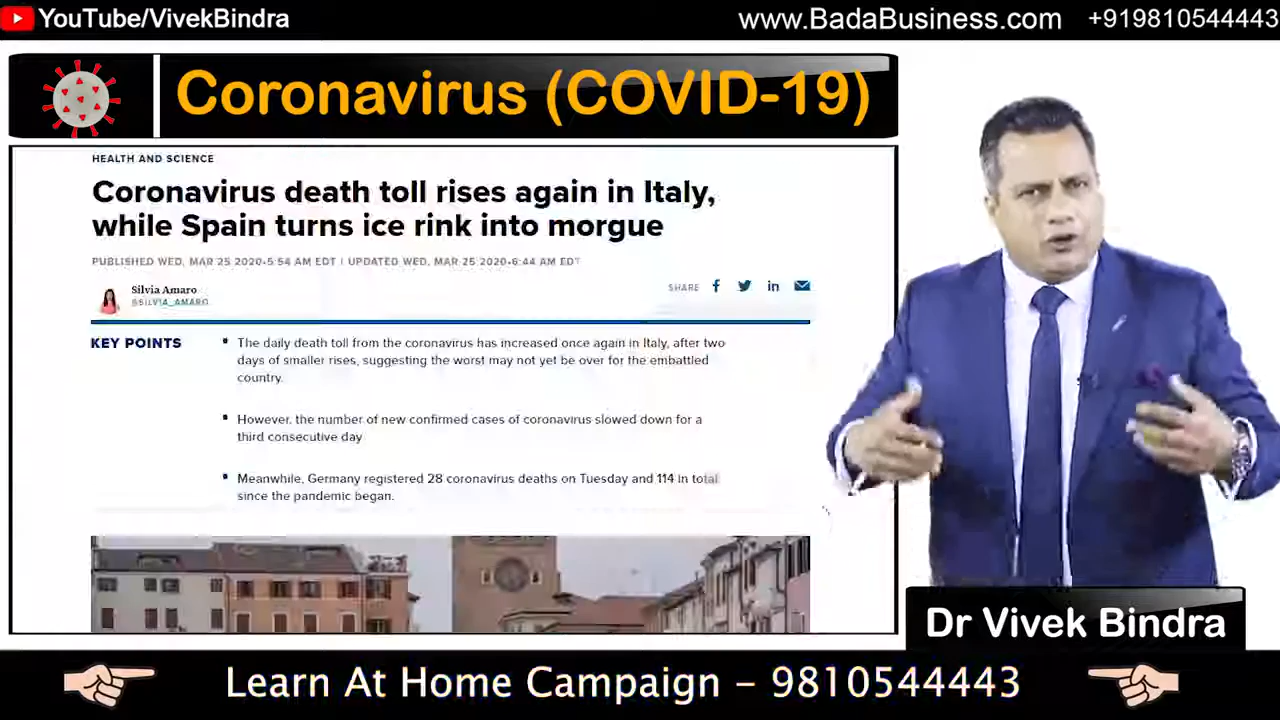 YouTube/VivekBindra
www.BadaBusiness.com +919810544443
Coronavirus (COVID-19)
HEALTH AND SCIENCE
Coronavirus death toll rises again in Italy,
while Spain turns ice rink into morgue
PUBLISHED WED, MAR 25 2020•5:54 AM EDT | UPDATED WED, MAR 25 2020•6:44 AM EDT
Silvia Amaro
@SILVIA_AMARO
SHARE
KEY POINTS
The daily death toll from the coronavirus has increased once again in Italy, after two
days of smaller rises, suggesting the worst may not yet be over for the embattled
country.
However, the number of new confirmed cases of coronavirus slowed down for a
third consecutive day
Meanwhile, Germany registered 28 coronavirus deaths on Tuesday and 114 in total
since the pandemic began.
Dr Vivek Bindra
Learn At Home Campaign – 9810544443